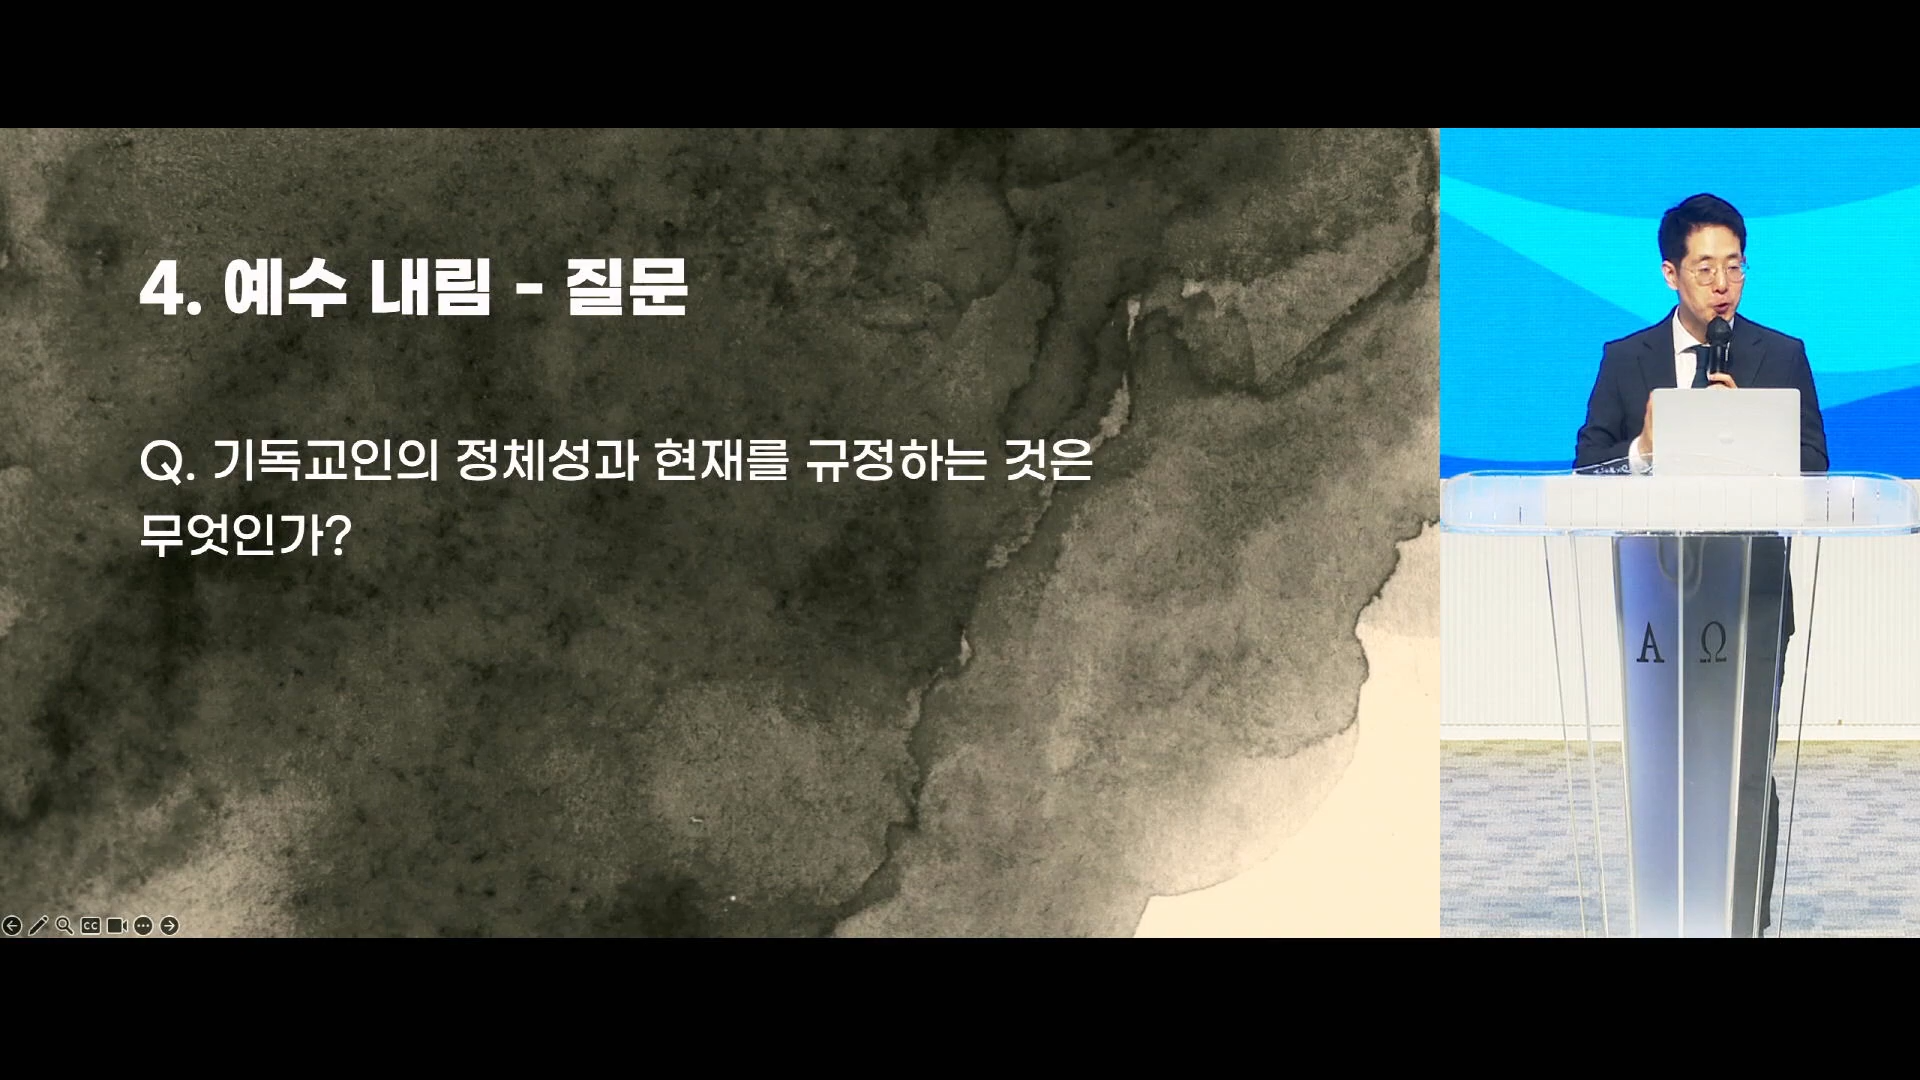 4. 예수 내림 - 질문
Q. 기독교인의 정체성과 현재를 규정하는 것은
무엇인가?
A Ω
CC